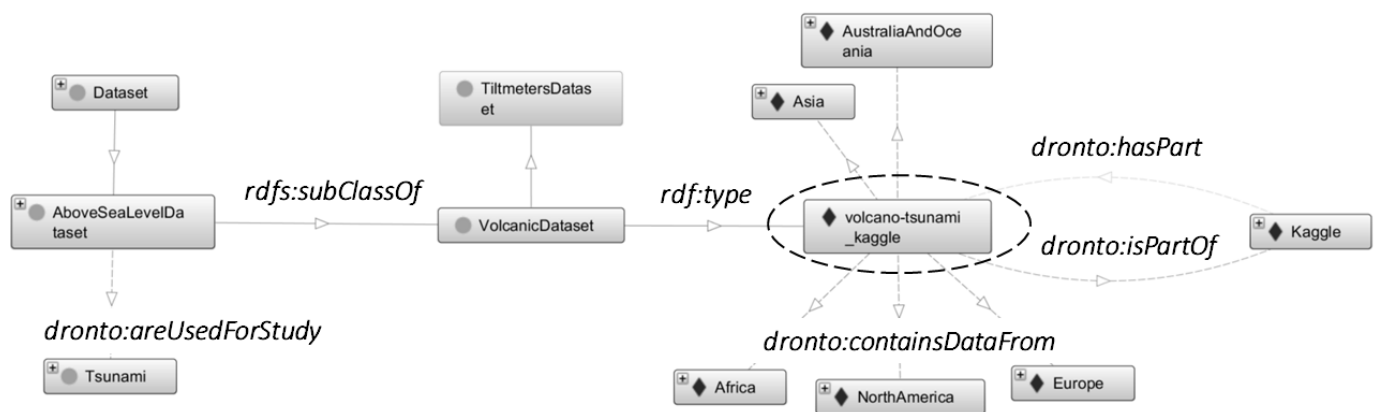 AustraliaAndOce
ania
Dataset
TiltmetersDatas
et
Asia
dronto:hasPart
rdfs:subClassOf
rdf:type
AboveSeaLevelDa
taset
VolcanicDataset
volcano-tsunami
_kaggle
Kaggle
dronto:isPartOf
dronto:areUsedForStudy
dronto:containsDataFrom
Tsunami
Africa
NorthAmerica
Europe